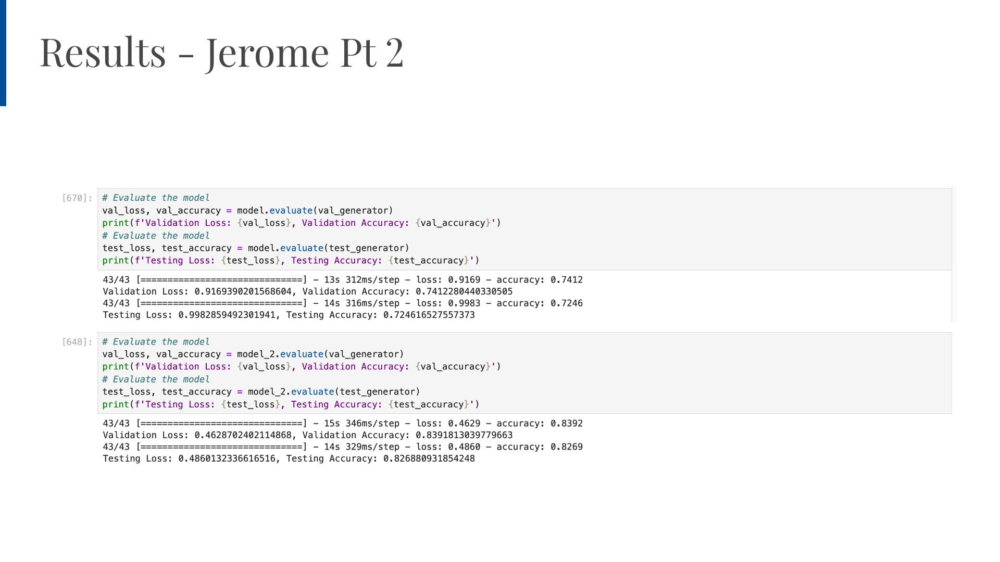 Results - Jerome Pt 2
[670]:
# Evaluate the model
val_loss, val_accuracy = model.evaluate(val_generator)
print(f'Validation Loss: {val_loss}, Validation Accuracy: {val_accuracy}')
# Evaluate the model
test_loss, test_accuracy = model.evaluate(test_generator)
print(f'Testing Loss: {test_loss}, Testing Accuracy: {test_accuracy}')
43/43 [==============================] – 13s 312ms/step – loss: 0.9169 – accuracy: 0.7412
Validation Loss: 0.9169390201568604, Validation Accuracy: 0.7412280440330505
43/43 [==============================] – 14s 316ms/step – loss: 0.9983 – accuracy: 0.7246
Testing Loss: 0.9982859492301941, Testing Accuracy: 0.724616527557373
[648]:
# Evaluate the model
val_loss, val_accuracy = model_2.evaluate(val_generator)
print(f'Validation Loss: {val_loss}, Validation Accuracy: {val_accuracy}')
# Evaluate the model
test_loss, test_accuracy = model_2.evaluate(test_generator)
print(f'Testing Loss: {test_loss}, Testing Accuracy: {test_accuracy}')
43/43 [==============================] – 15s 346ms/step – loss: 0.4629 – accuracy: 0.8392
Validation Loss: 0.4628702402114868, Validation Accuracy: 0.8391813039779663
43/43 [==============================] – 14s 329ms/step – loss: 0.4860 – accuracy: 0.8269
Testing Loss: 0.4860132336616516, Testing Accuracy: 0.826880931854248